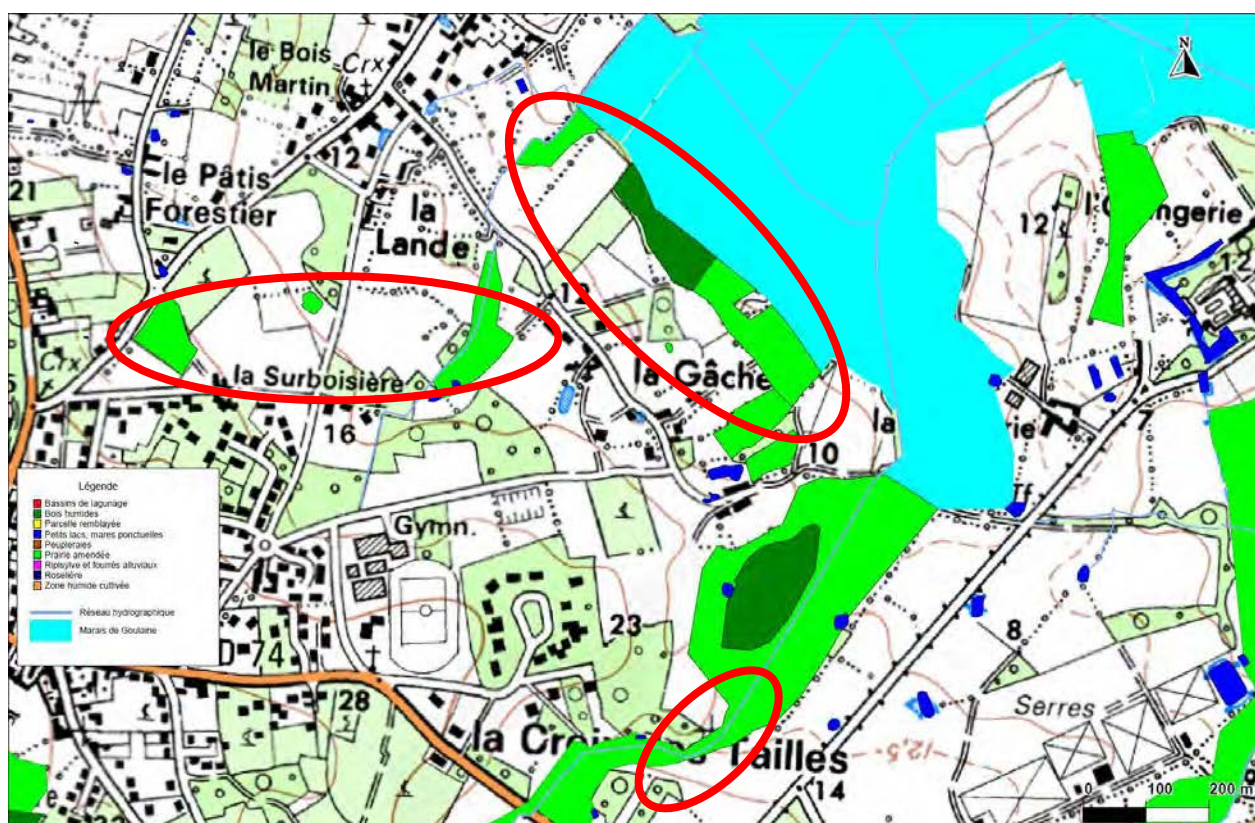 le Bois
Martin
Crx
N
12
21
le Pâtis
Forestier
la
Lande
12
12
12
Crx
la Surboisière
la Gâche
16
10
la
7
Gymn.
Légende
Bassins de lagunage
Bois humides
Parcelle remblayée
Petits lacs, mares ponctuelles
Peupleraies
Prairie amendée
Ripisylve et fourrés alluviaux
Roselière
Zone humide cultivée
Réseau hydrographique
Marais de Goulaine
23
8
D 74
28
Serres
la
Tailles
12,5
14
0 100 200 m